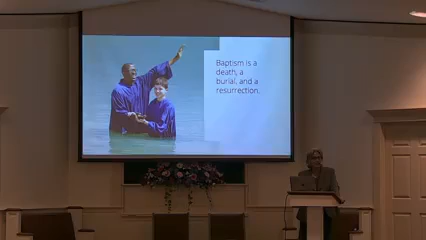 Baptism is a
death, a
burial, and a
resurrection.